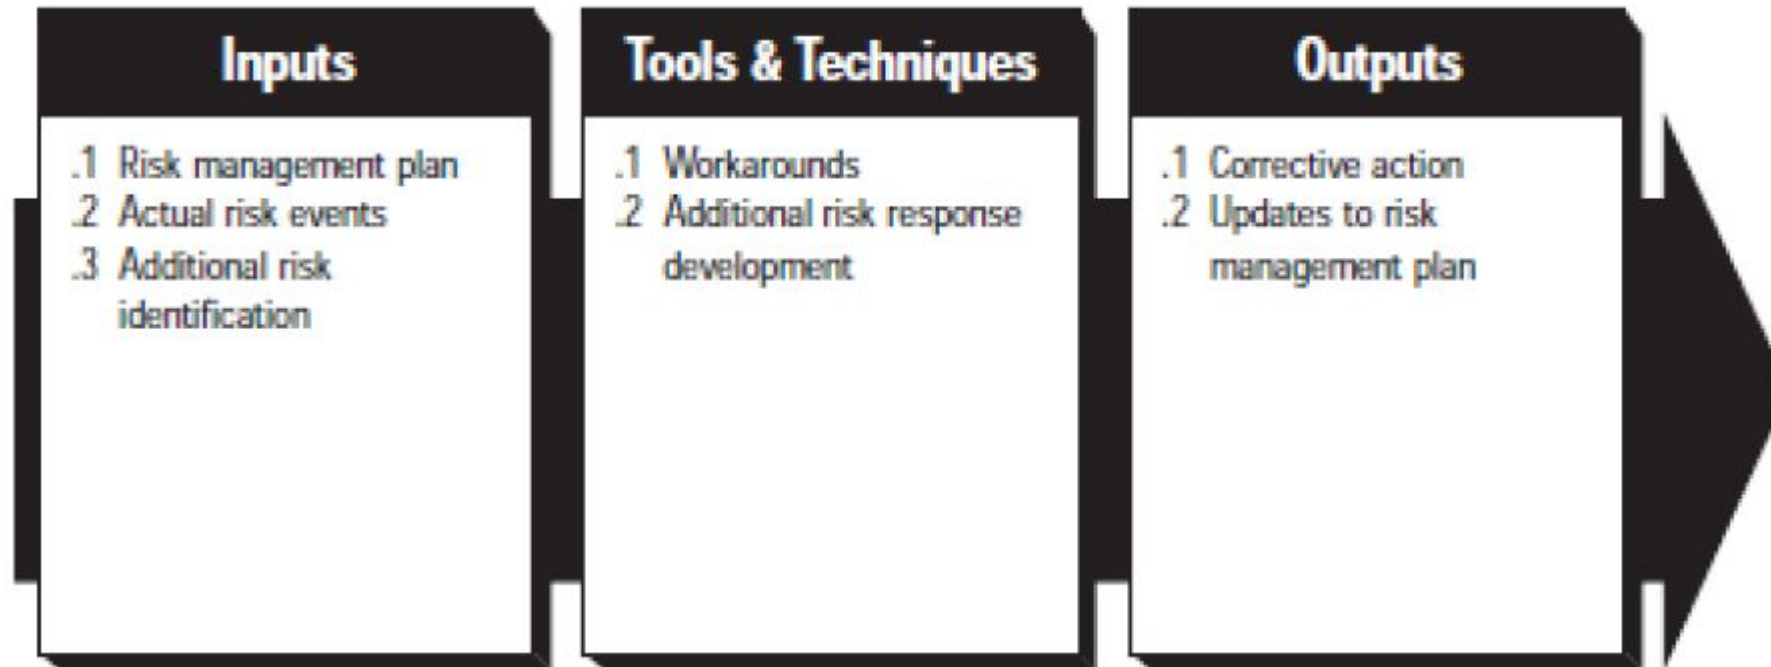 Inputs
.1 Risk management plan
.2 Actual risk events
.3 Additional risk
identification
Tools & Techniques
.1 Workarounds
.2 Additional risk response
development
Outputs
.1 Corrective action
.2 Updates to risk
management plan